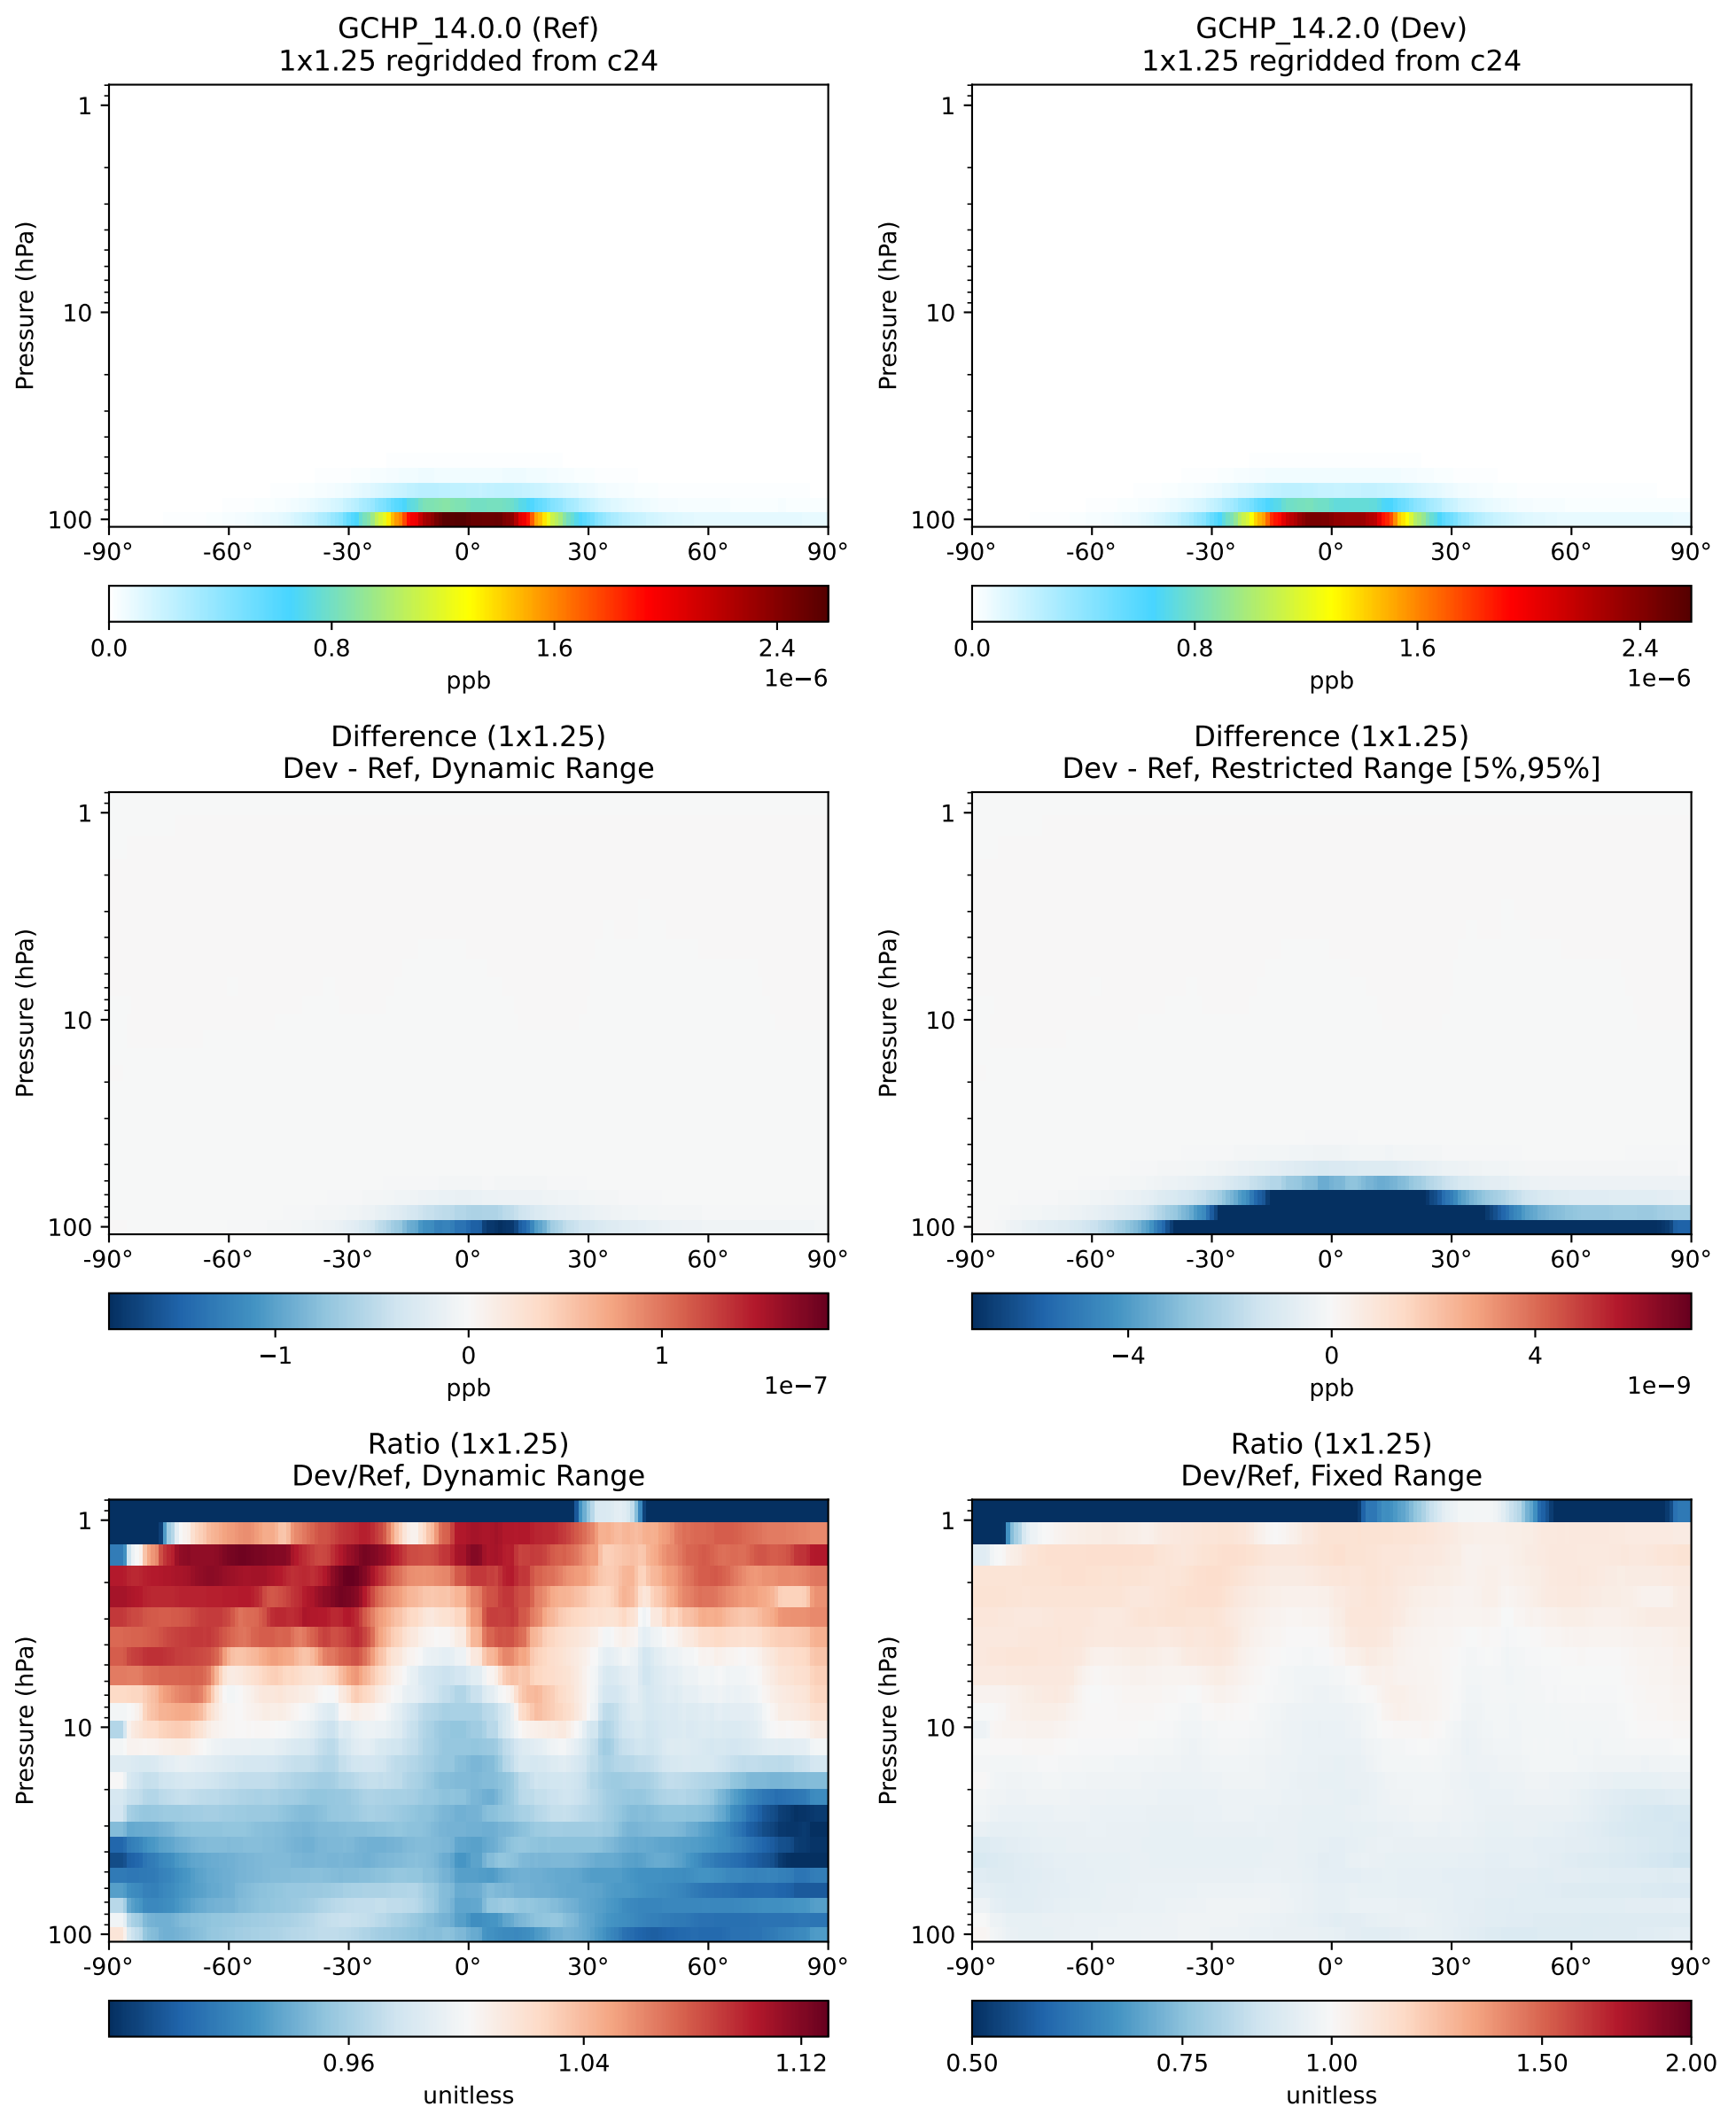 GCHP_14.0.0 (Ref)
1x1.25 regridded from c24
GCHP_14.2.0 (Dev)
1x1.25 regridded from c24
1
10
100
Pressure (hPa)
-90° -60° -30° 0° 30° 60° 90°
0.0 0.8 1.6 2.4
1e−6
ppb
1
10
100
Pressure (hPa)
-90° -60° -30° 0° 30° 60° 90°
0.0 0.8 1.6 2.4
1e−6
ppb
Difference (1x1.25)
Dev - Ref, Dynamic Range
Difference (1x1.25)
Dev - Ref, Restricted Range [5%,95%]
1
10
100
Pressure (hPa)
-90° -60° -30° 0° 30° 60° 90°
−1 0 1
1e−7
ppb
1
10
100
Pressure (hPa)
-90° -60° -30° 0° 30° 60° 90°
−4 0 4
1e−9
ppb
Ratio (1x1.25)
Dev/Ref, Dynamic Range
Ratio (1x1.25)
Dev/Ref, Fixed Range
1
10
100
Pressure (hPa)
-90° -60° -30° 0° 30° 60° 90°
0.96 1.04 1.12
unitless
1
10
100
Pressure (hPa)
-90° -60° -30° 0° 30° 60° 90°
0.50 0.75 1.00 1.50 2.00
unitless